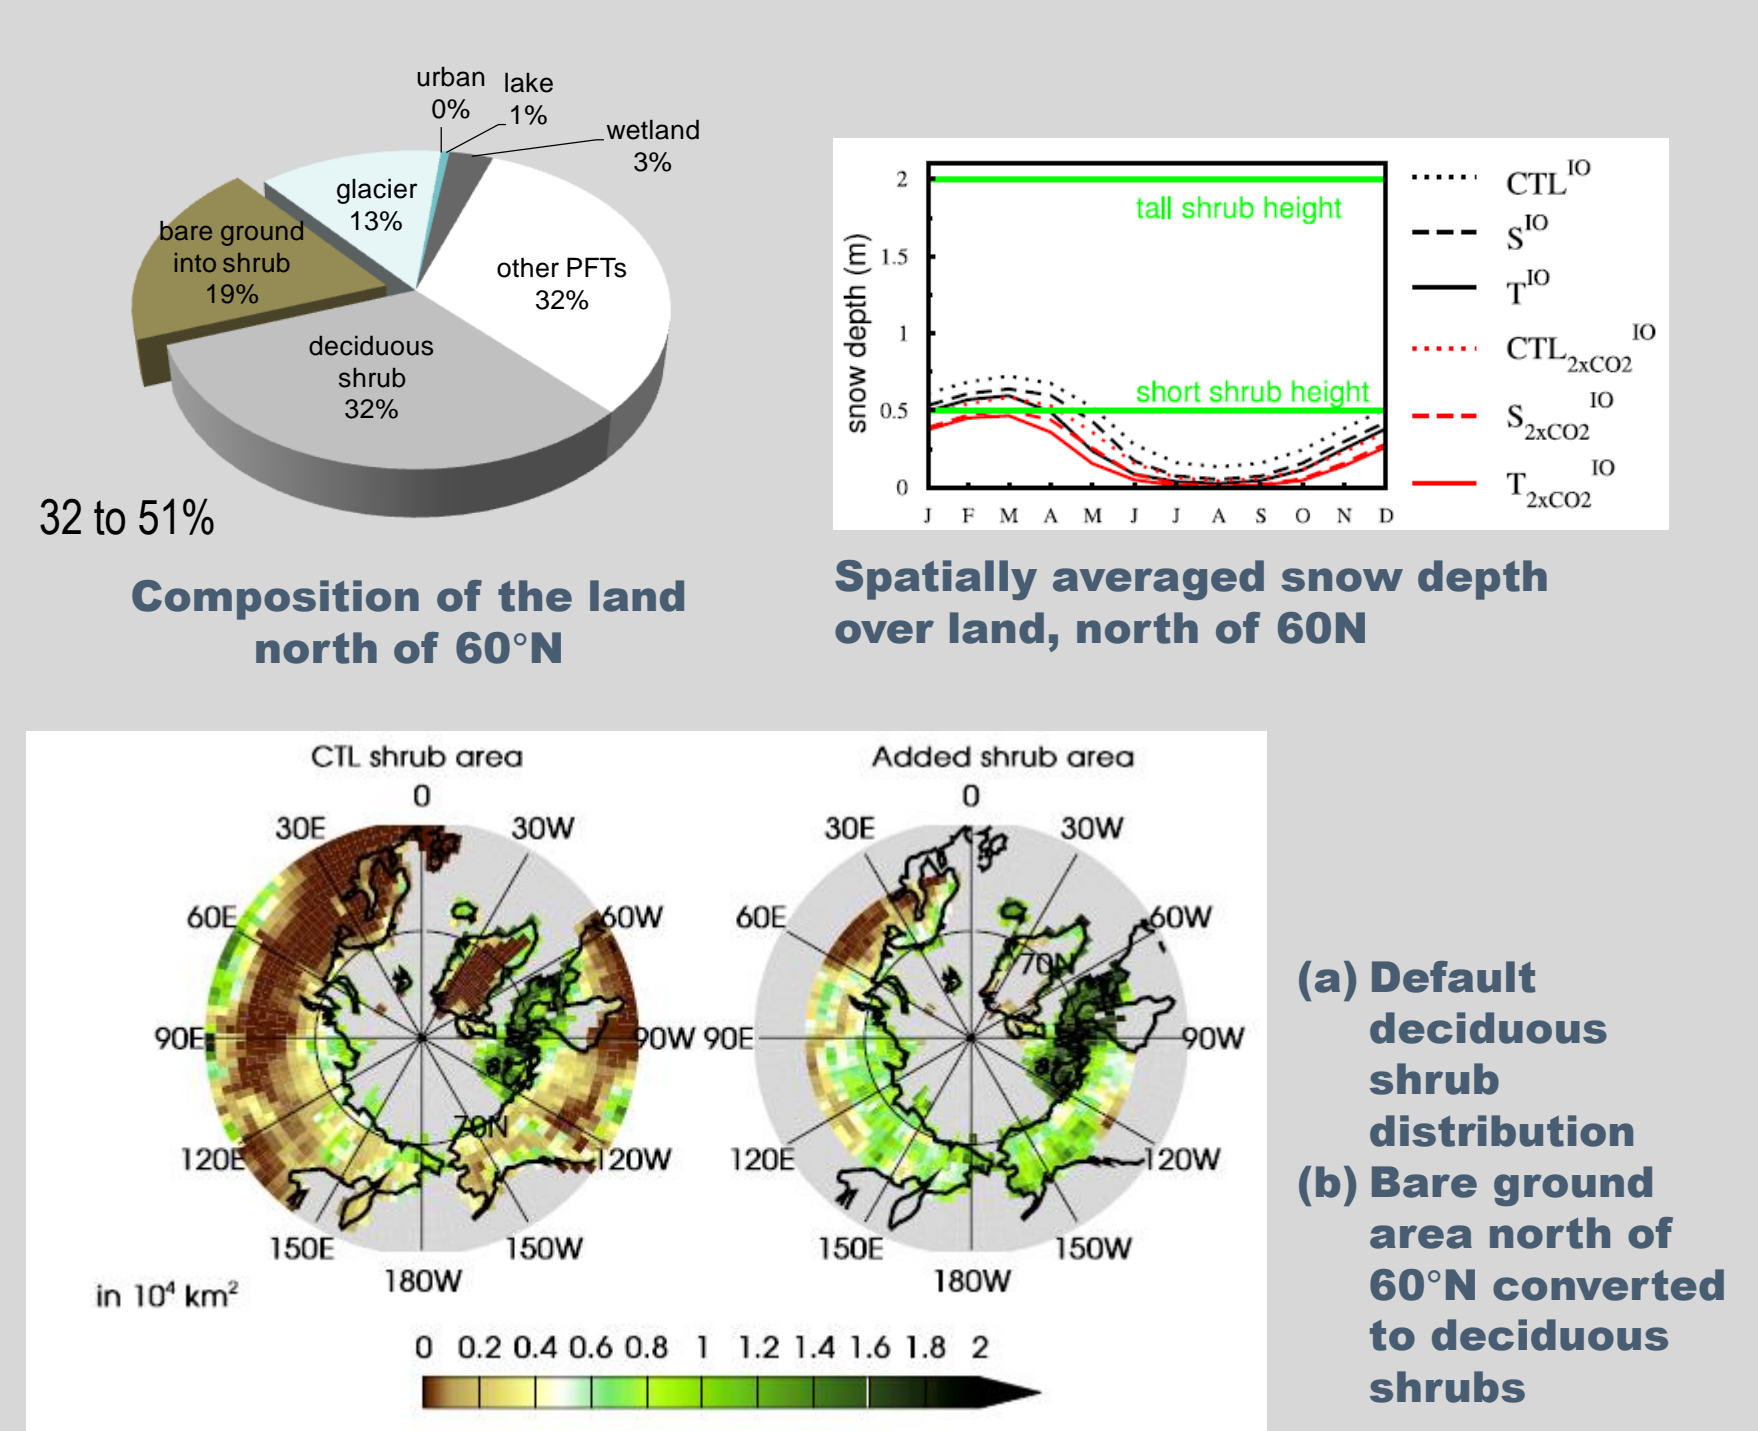 urban
0%
lake
1%
wetland
3%
glacier
13%
bare ground
into shrub
19%
other PFTs
32%
deciduous
shrub
32%
32 to 51%
Composition of the land
north of 60°N
2
1.5
1
0.5
0
snow depth (m)
tall shrub height
short shrub height
J F M A M J J A S O N D
CTL^IO
S^IO
T^IO
CTL_2xCO2^IO
S_2xCO2^IO
T_2xCO2^IO
Spatially averaged snow depth
over land, north of 60N
CTL shrub area
0
30E 30W
60E 60W
90E 90W
70N
120E 120W
150E 150W
180W
Added shrub area
0
30E 30W
60E 60W
70N
90E 90W
120E 120W
150E 150W
180W
in 10⁴ km²
0 0.2 0.4 0.6 0.8 1 1.2 1.4 1.6 1.8 2
(a) Default
deciduous
shrub
distribution
(b) Bare ground
area north of
60°N converted
to deciduous
shrubs